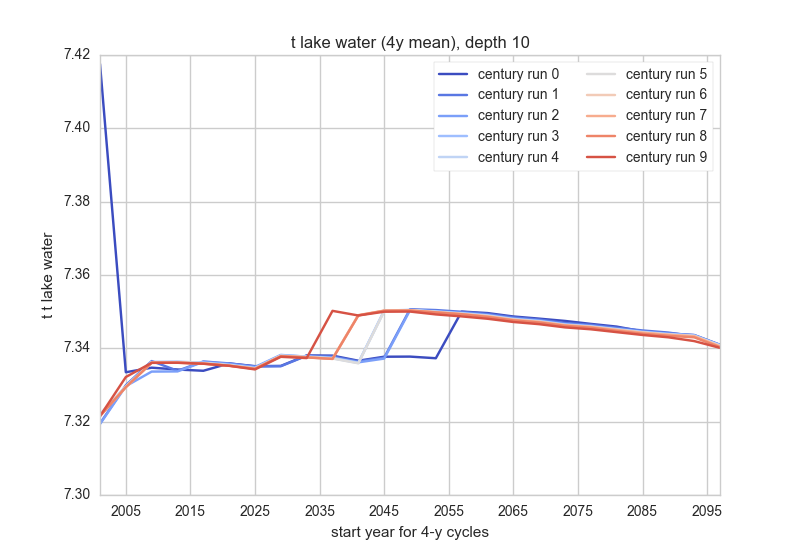 t lake water (4y mean), depth 10
7.42
7.40
7.38
7.36
7.34
7.32
7.30
t t lake water
century run 0
century run 1
century run 2
century run 3
century run 4
century run 5
century run 6
century run 7
century run 8
century run 9
2005 2015 2025 2035 2045 2055 2065 2075 2085 2095
start year for 4-y cycles